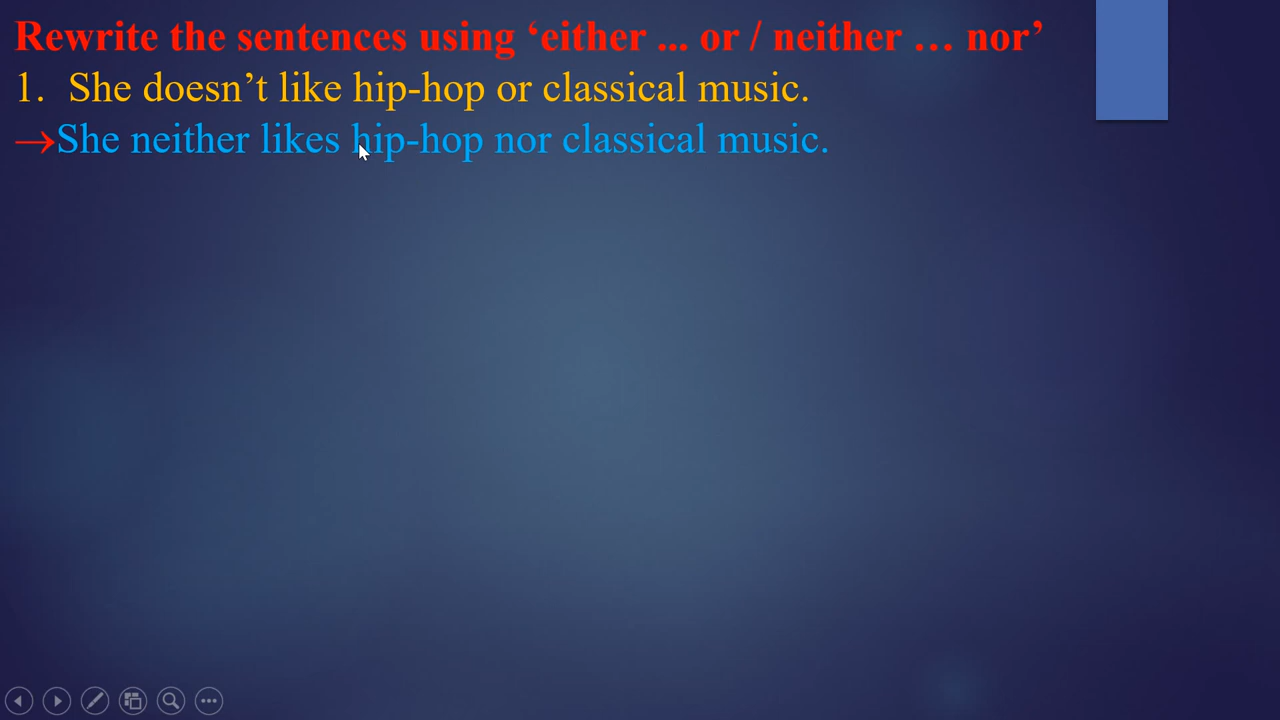 Rewrite the sentences using ‘either ... or / neither … nor’
1. She doesn’t like hip-hop or classical music.
→She neither likes hip-hop nor classical music.